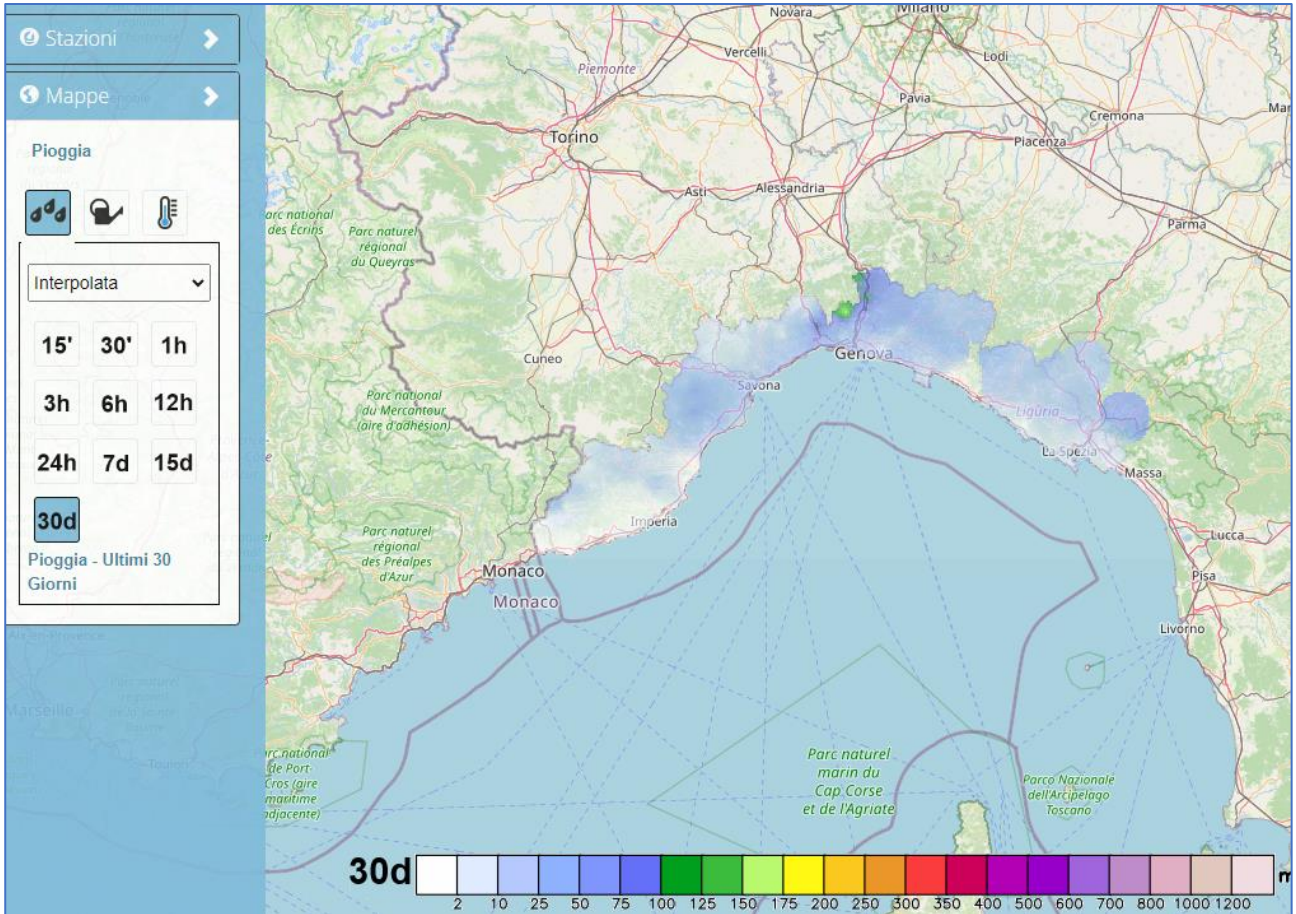 Stazioni
Mappe
Pioggia
Interpolata
15' 30' 1h
3h 6h 12h
24h 7d 15d
30d
Pioggia - Ultimi 30
Giorni
Novara
Milano
Vercelli
Lodi
Piemonte
Pavia
Cremona
Torino
Piacenza
Asti
Alessandria
Parma
Parc national
des Écrins
Parc naturel
régional
du Queyras
Cuneo
Genova
Savona
Parc national
du Mercantour
(aire d'adhésion)
Liguria
La Spezia
Massa
Imperia
Parc naturel
régional
des Préalpes
d'Azur
Lucca
Monaco
Monaco
Pisa
Livorno
Marseille
Toulon
Parc national
de Port-
Cros (aire
maritime
adjacente)
Parc naturel
marin du
Cap Corse
et de l'Agriate
Parco Nazionale
dell'Arcipelago
Toscano
30d
2 10 25 50 75 100 125 150 175 200 250 300 350 400 500 600 700 800 1000 1200